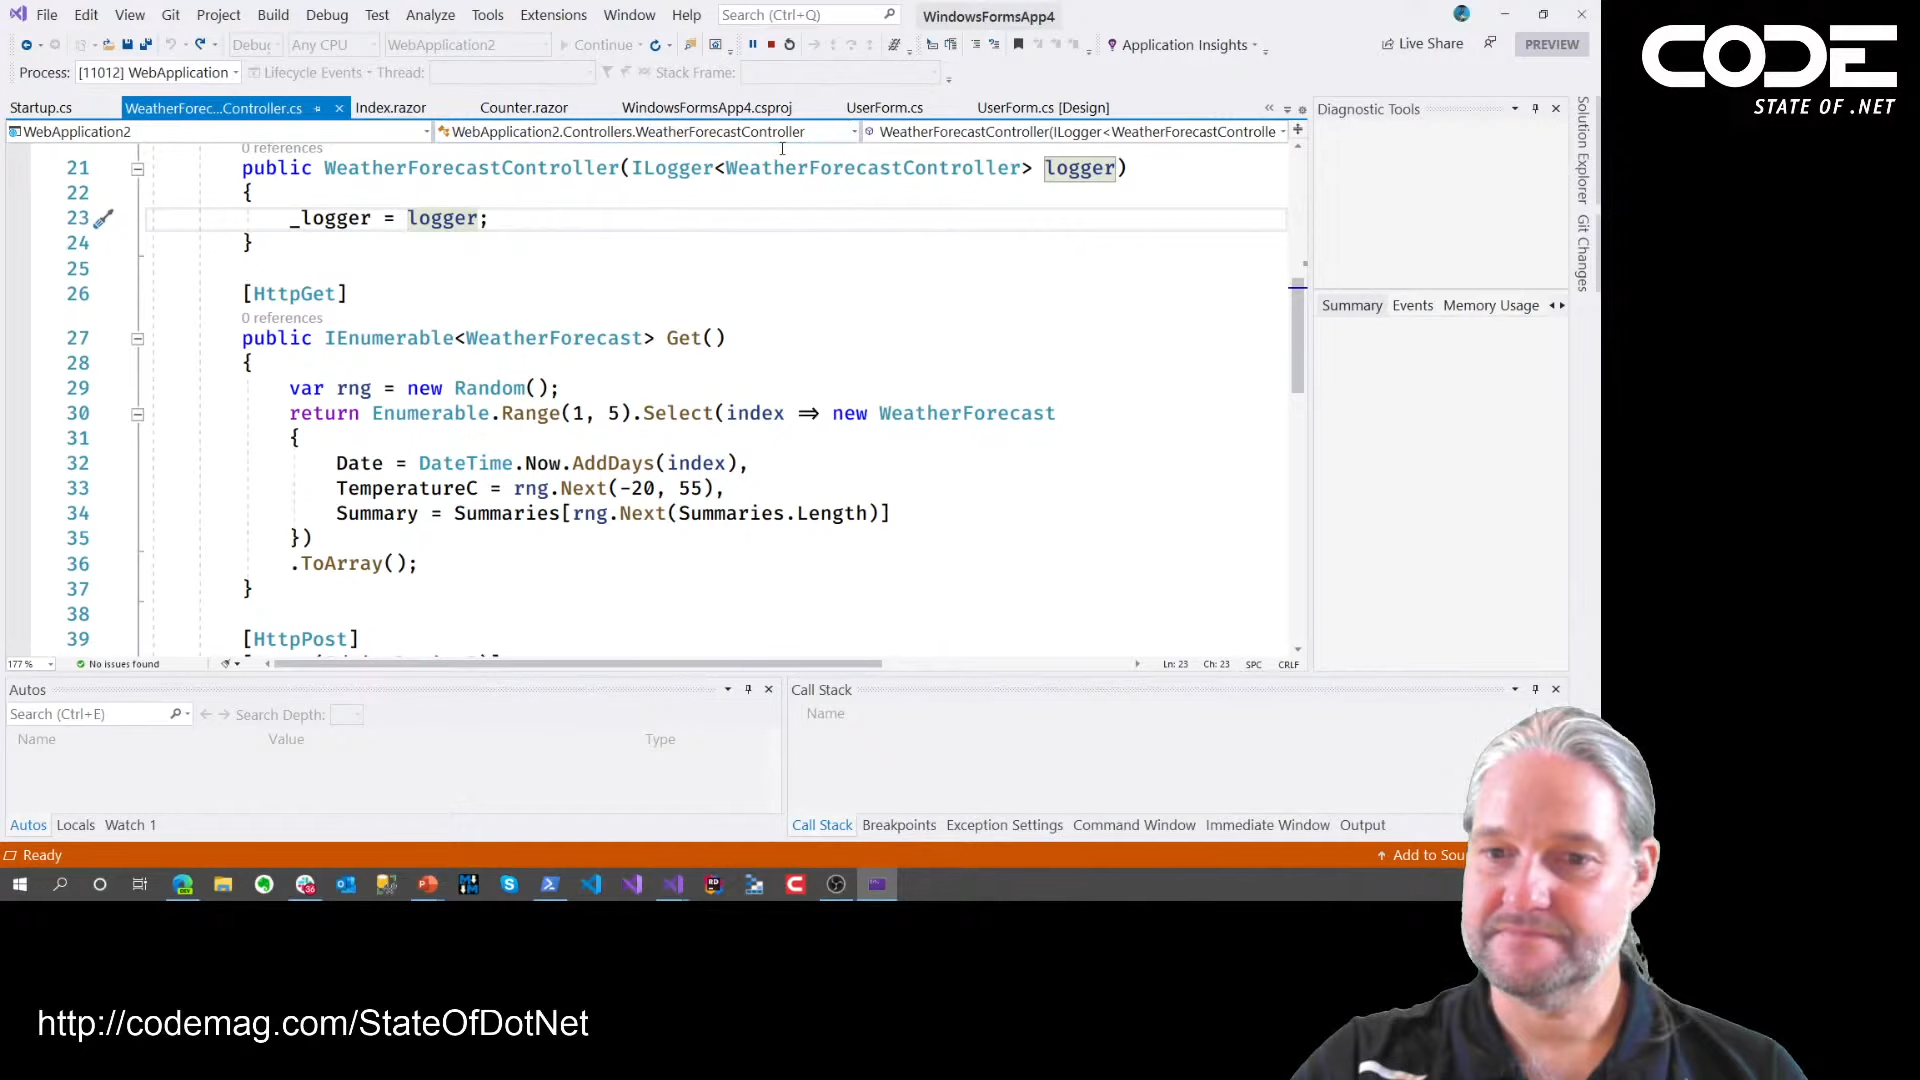 File Edit View Git Project Build Debug Test Analyze Tools Extensions Window Help Search (Ctrl+Q) WindowsFormsApp4
Debug Any CPU WebApplication2 Continue Application Insights Live Share PREVIEW
Process: [11012] WebApplication Lifecycle Events Thread: Stack Frame:
Startup.cs WeatherForec...Controller.cs Index.razor Counter.razor WindowsFormsApp4.csproj UserForm.cs UserForm.cs [Design] Diagnostic Tools
WebApplication2 WebApplication2.Controllers.WeatherForecastController WeatherForecastController(ILogger<WeatherForecastControlle
0 references
21 public WeatherForecastController(ILogger<WeatherForecastController> logger)
22 {
23 _logger = logger;
24 }
25
26 [HttpGet]
0 references
27 public IEnumerable<WeatherForecast> Get()
28 {
29 var rng = new Random();
30 return Enumerable.Range(1, 5).Select(index => new WeatherForecast
31 {
32 Date = DateTime.Now.AddDays(index),
33 TemperatureC = rng.Next(-20, 55),
34 Summary = Summaries[rng.Next(Summaries.Length)]
35 })
36 .ToArray();
37 }
38
39 [HttpPost]
177 % No issues found Ln: 23 Ch: 23 SPC CRLF
Summary Events Memory Usage
Solution Explorer
Git Changes
Autos
Search (Ctrl+E) Search Depth:
Name Value Type
Autos Locals Watch 1
Call Stack
Name
Call Stack Breakpoints Exception Settings Command Window Immediate Window Output
Ready Add to Sou
CODE
STATE OF .NET
http://codemag.com/StateOfDotNet